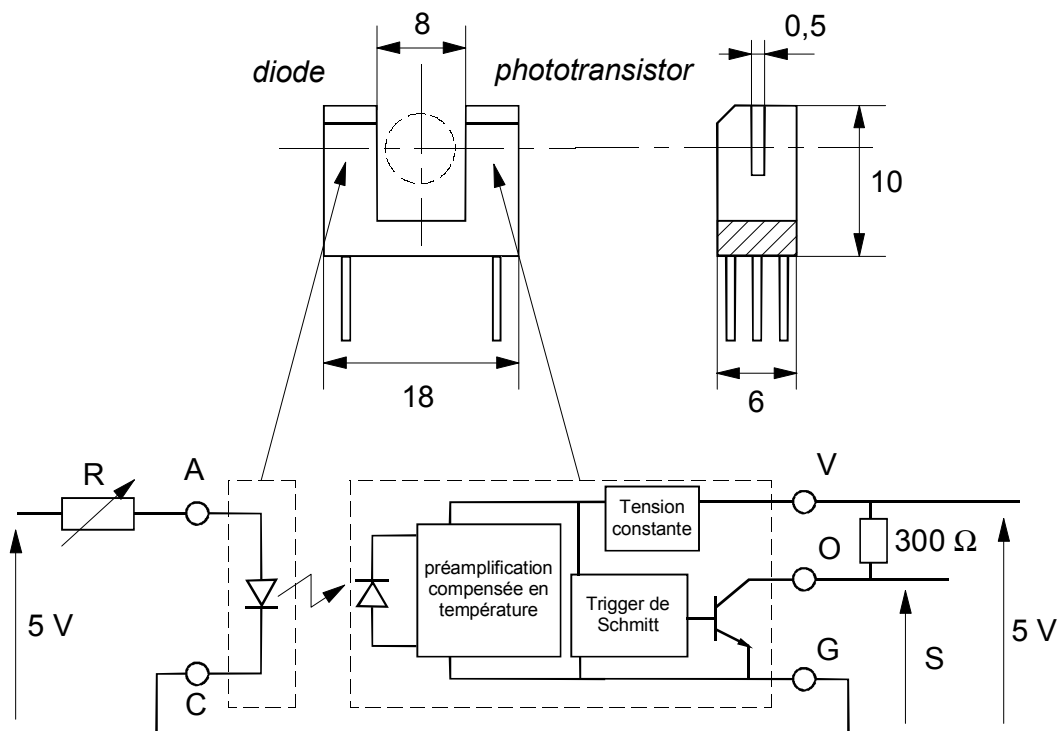 8
0,5
diode
phototransistor
10
18
6
R
A
V
Tension
constante
O
300 Ω
préamplification
compensée en
température
Trigger de
Schmitt
5 V
C
G
S
5 V